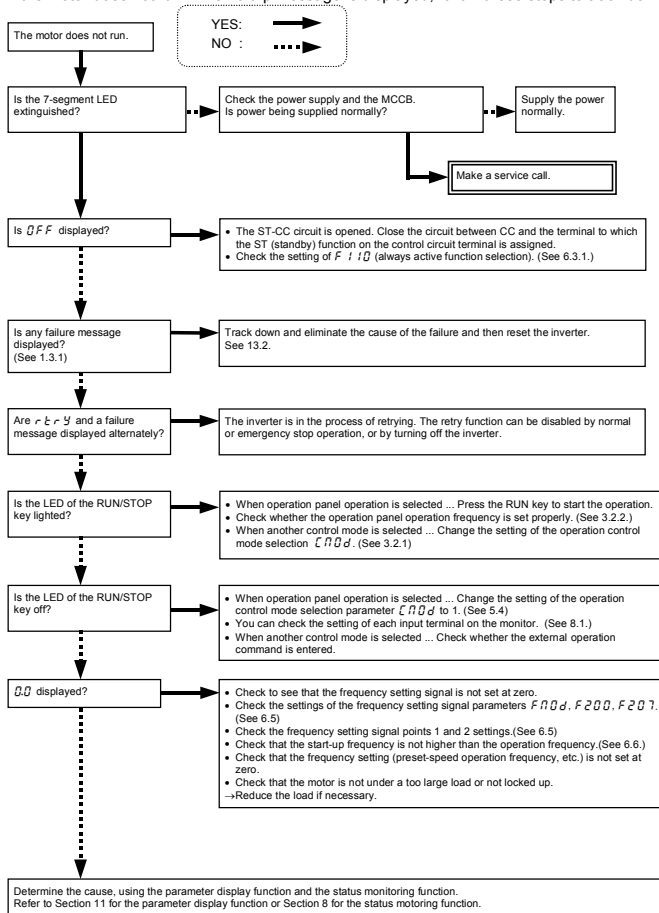 YES:
NO :
The motor does not run.
Is the 7-segment LED
extinguished?
Check the power supply and the MCCB.
Is power being supplied normally?
Supply the power
normally.
Make a service call.
Is OFF displayed?
• The ST-CC circuit is opened. Close the circuit between CC and the terminal to which
the ST (standby) function on the control circuit terminal is assigned.
• Check the setting of F110 (always active function selection). (See 6.3.1.)
Is any failure message
displayed?
(See 1.3.1)
Track down and eliminate the cause of the failure and then reset the inverter.
See 13.2.
Are rtry and a failure
message displayed alternately?
The inverter is in the process of retrying. The retry function can be disabled by normal
or emergency stop operation, or by turning off the inverter.
Is the LED of the RUN/STOP
key lighted?
• When operation panel operation is selected ... Press the RUN key to start the operation.
• Check whether the operation panel operation frequency is set properly. (See 3.2.2.)
• When another control mode is selected ... Change the setting of the operation control
mode selection CMOd. (See 3.2.1)
Is the LED of the RUN/STOP
key off?
• When operation panel operation is selected ... Change the setting of the operation
control mode selection parameter CMOd to 1. (See 5.4)
• You can check the setting of each input terminal on the monitor. (See 8.1.)
• When another control mode is selected ... Check whether the external operation
command is entered.
0.0 displayed?
• Check to see that the frequency setting signal is not set at zero.
• Check the settings of the frequency setting signal parameters FMOd, F200, F207.
(See 6.5)
• Check the frequency setting signal points 1 and 2 settings.(See 6.5)
• Check that the start-up frequency is not higher than the operation frequency.(See 6.6.)
• Check that the frequency setting (preset-speed operation frequency, etc.) is not set at
zero.
• Check that the motor is not under a too large load or not locked up.
→Reduce the load if necessary.
Determine the cause, using the parameter display function and the status monitoring function.
Refer to Section 11 for the parameter display function or Section 8 for the status motoring function.